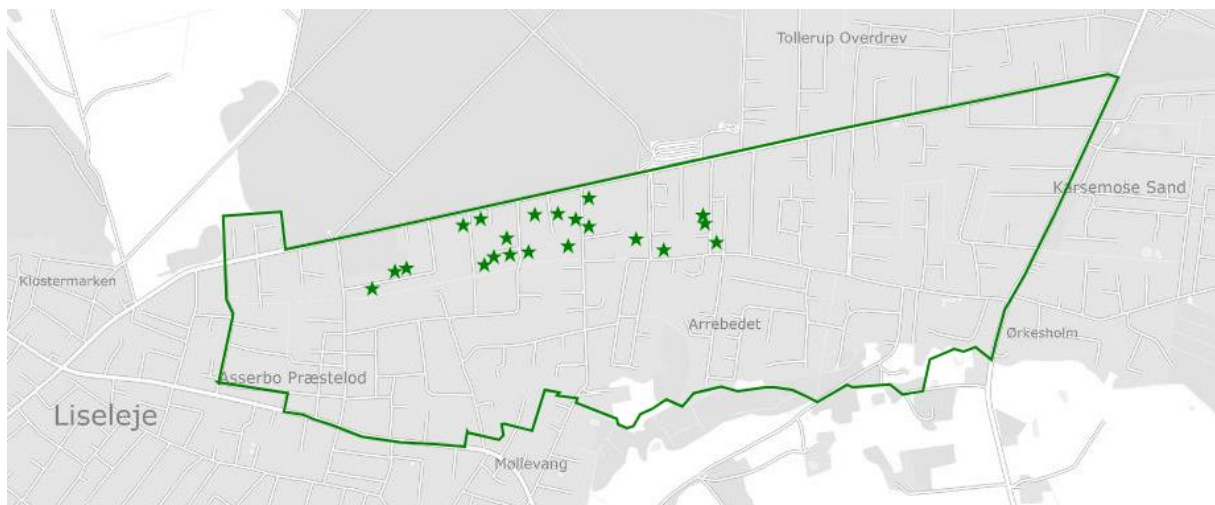 Tollerup Overdrev
Karsemose Sand
Klostermarken
Arrebedet
Ørkesholm
Asserbo Præstelod
Liseleje
Møllevang